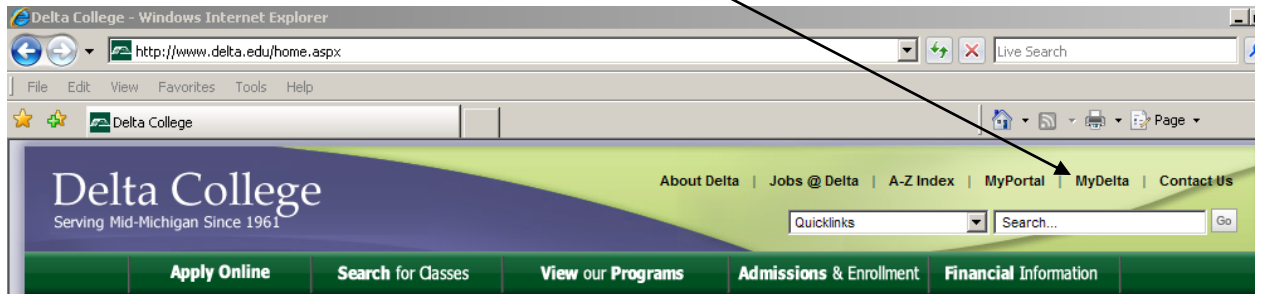 Delta College - Windows Internet Explorer
http://www.delta.edu/home.aspx
Live Search
File Edit View Favorites Tools Help
Delta College
Page
Delta College
Serving Mid-Michigan Since 1961
About Delta | Jobs @ Delta | A-Z Index | MyPortal | MyDelta | Contact Us
Quicklinks
Search...
Go
Apply Online
Search for Classes
View our Programs
Admissions & Enrollment
Financial Information